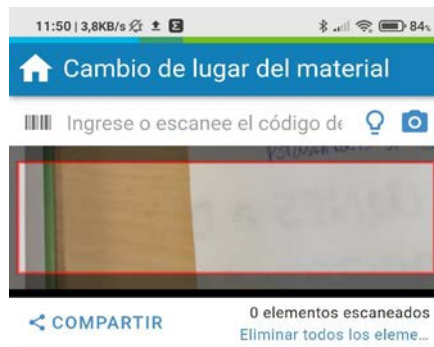 11:50 | 3,8KB/s 84%
Cambio de lugar del material
Ingrese o escanee el código de
COMPARTIR
0 elementos escaneados
Eliminar todos los eleme...